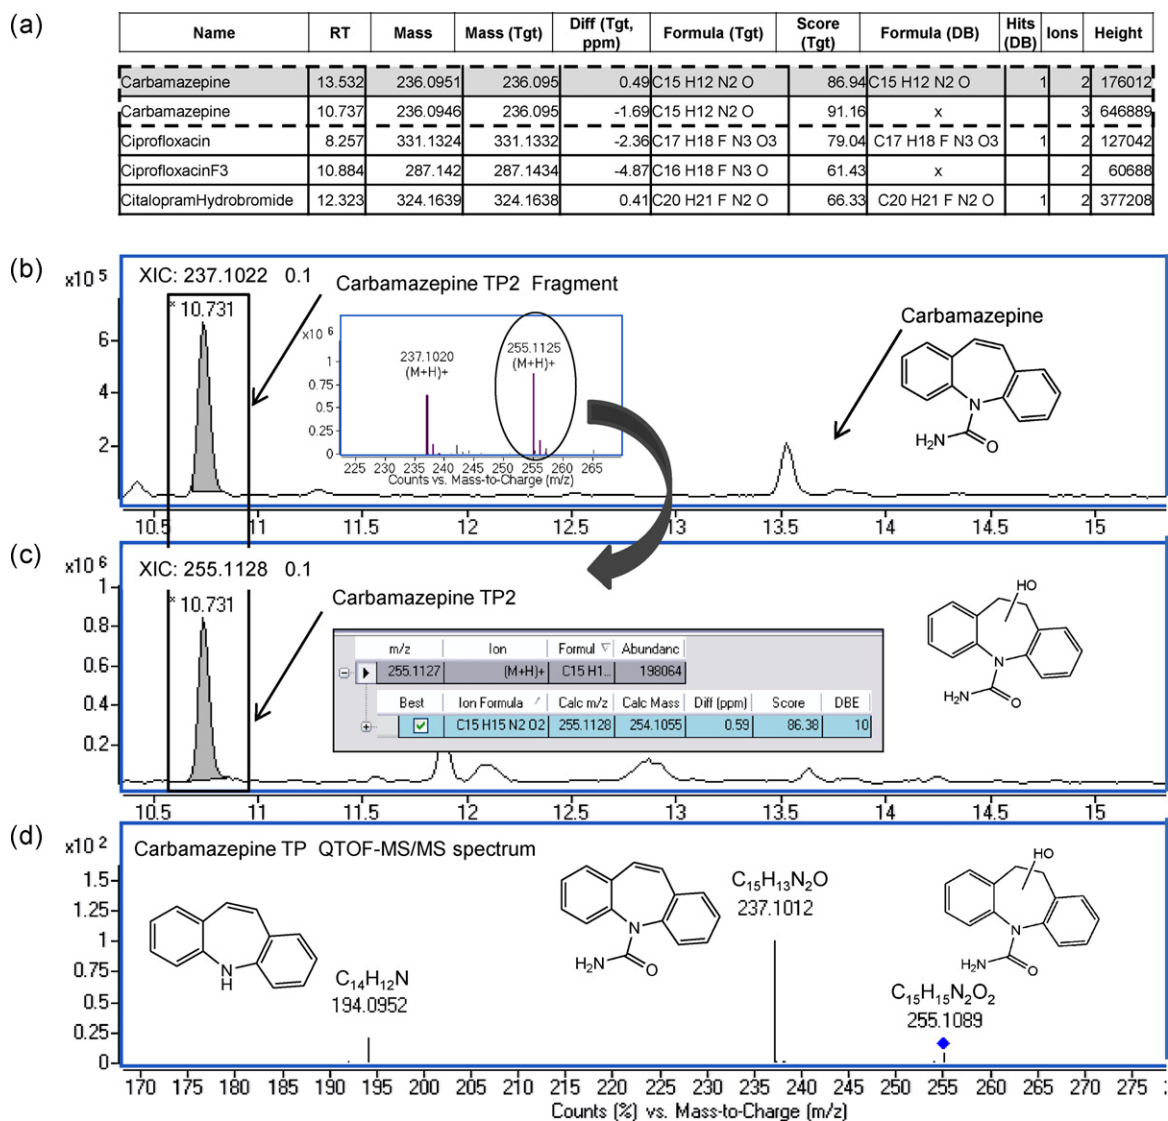 (a)
Name RT Mass Mass (Tgt) Diff (Tgt, ppm) Formula (Tgt) Score (Tgt) Formula (DB) Hits (DB) Ions Height
Carbamazepine 13.532 236.0951 236.095 0.49 C15 H12 N2 O 86.94 C15 H12 N2 O 1 2 176012
Carbamazepine 10.737 236.0946 236.095 -1.69 C15 H12 N2 O 91.16 x 3 646889
Ciprofloxacin 8.257 331.1324 331.1332 -2.36 C17 H18 F N3 O3 79.04 C17 H18 F N3 O3 1 2 127042
CiprofloxacinF3 10.884 287.142 287.1434 -4.87 C16 H18 F N3 O 61.43 x 2 60688
CitalopramHydrobromide 12.323 324.1639 324.1638 0.41 C20 H21 F N2 O 66.33 C20 H21 F N2 O 1 2 377208
(b)
x10 5
XIC: 237.1022 0.1
10.731
Carbamazepine TP2 Fragment
Carbamazepine
6
4
2
x10 6
1
0.75
0.5
0.25
0
237.1020
(M+H)+
255.1125
(M+H)+
225 230 235 240 245 250 255 260 265
Counts vs. Mass-to-Charge (m/z)
N
H₂N O
10.5 11 11.5 12 12.5 13 13.5 14 14.5 15
(c)
x10 6
XIC: 255.1128 0.1
10.731
Carbamazepine TP2
1
0.8
0.6
0.4
0.2
m/z Ion Formul Abundanc
255.1127 (M+H)+ C15 H1... 198064
Best Ion Formula Calc m/z Calc Mass Diff (ppm) Score DBE
C15 H15 N2 O2 255.1128 254.1055 0.59 86.38 10
HO
N
H₂N O
10.5 11 11.5 12 12.5 13 13.5 14 14.5 15
(d)
x10 2
Carbamazepine TP QTOF-MS/MS spectrum
1.5
1.25
1
0.75
0.5
0.25
0
N
H
C₁₄H₁₂N
194.0952
N
H₂N O
C₁₅H₁₃N₂O
237.1012
HO
N
H₂N O
C₁₅H₁₅N₂O₂
255.1089
170 175 180 185 190 195 200 205 210 215 220 225 230 235 240 245 250 255 260 265 270 275
Counts (%) vs. Mass-to-Charge (m/z)